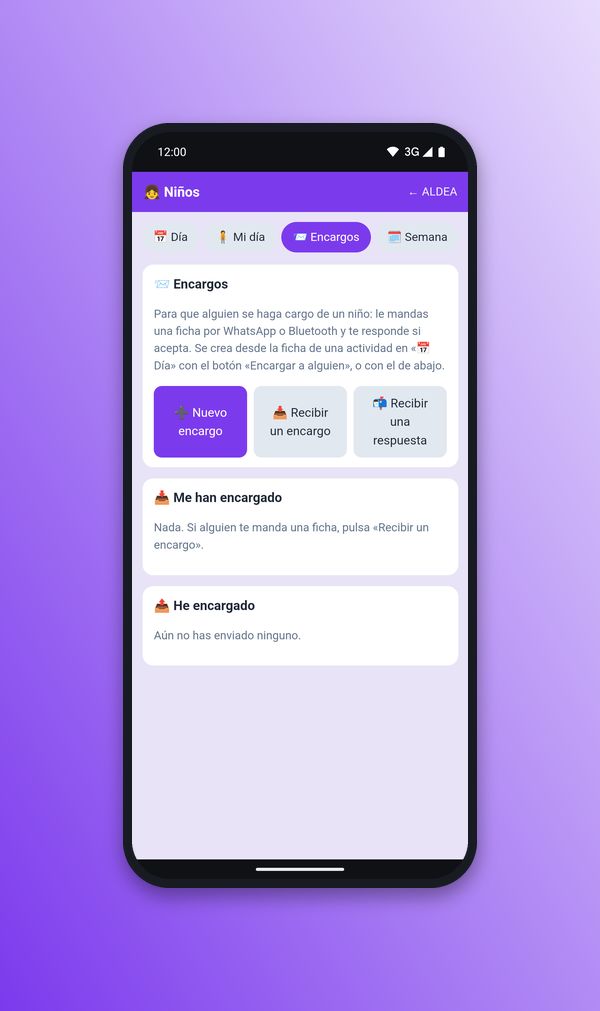 12:00
3G
👧 Niños
← ALDEA
📅 Día
🧍 Mi día
📨 Encargos
🗓️ Semana
📨 Encargos
Para que alguien se haga cargo de un niño: le mandas
una ficha por WhatsApp o Bluetooth y te responde si
acepta. Se crea desde la ficha de una actividad en «📅
Día» con el botón «Encargar a alguien», o con el de abajo.
➕ Nuevo
encargo
📥 Recibir
un encargo
📬 Recibir
una
respuesta
📥 Me han encargado
Nada. Si alguien te manda una ficha, pulsa «Recibir un
encargo».
📤 He encargado
Aún no has enviado ninguno.